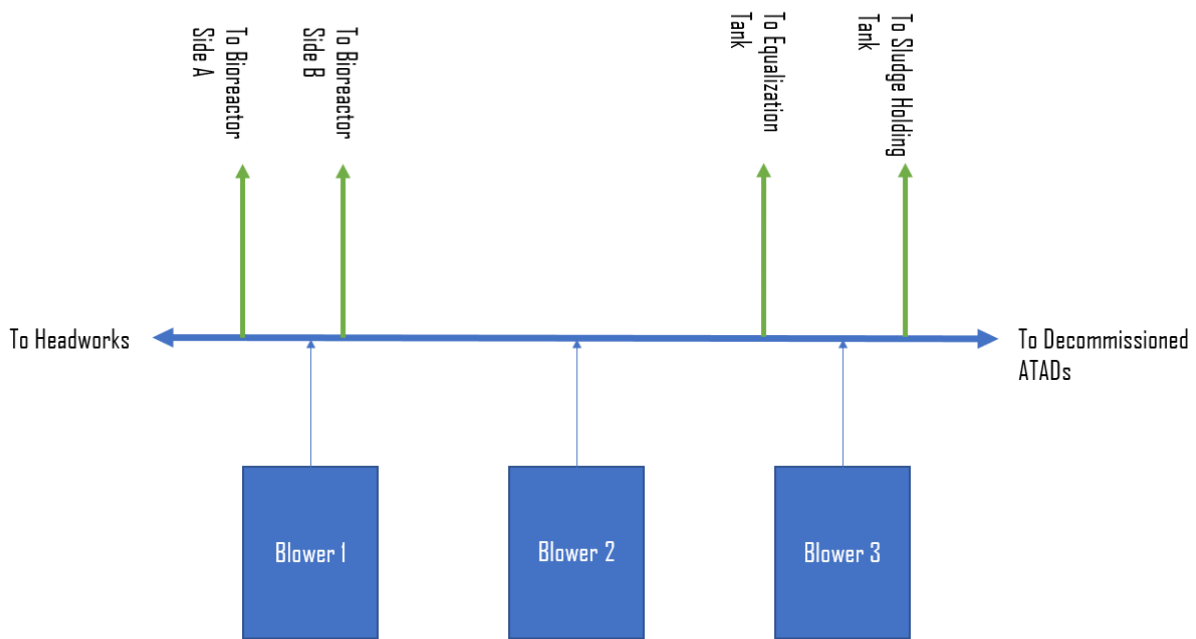 To Bioreactor
Side A
To Bioreactor
Side B
To Equalization
Tank
To Sludge Holding
Tank
To Headworks
To Decommissioned
ATADs
Blower 1
Blower 2
Blower 3